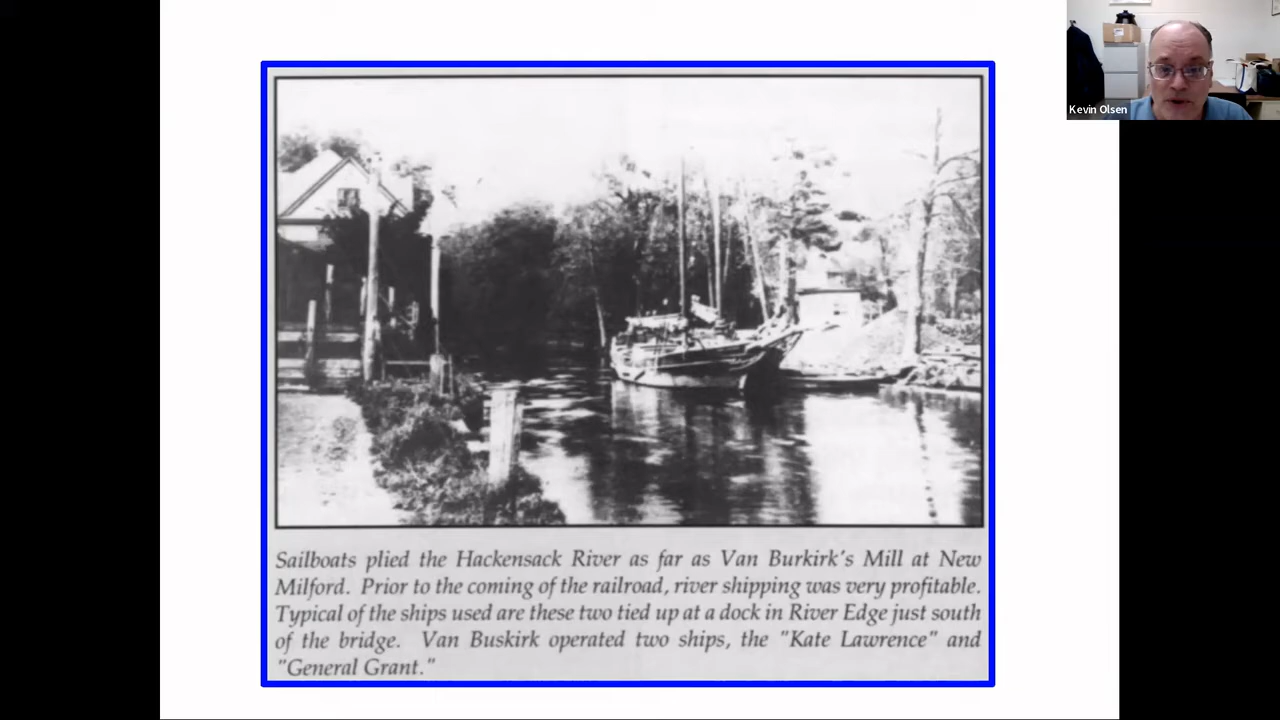 Kevin Olsen
Sailboats plied the Hackensack River as far as Van Burkirk's Mill at New
Milford. Prior to the coming of the railroad, river shipping was very profitable.
Typical of the ships used are these two tied up at a dock in River Edge just south
of the bridge. Van Buskirk operated two ships, the "Kate Lawrence" and
"General Grant."